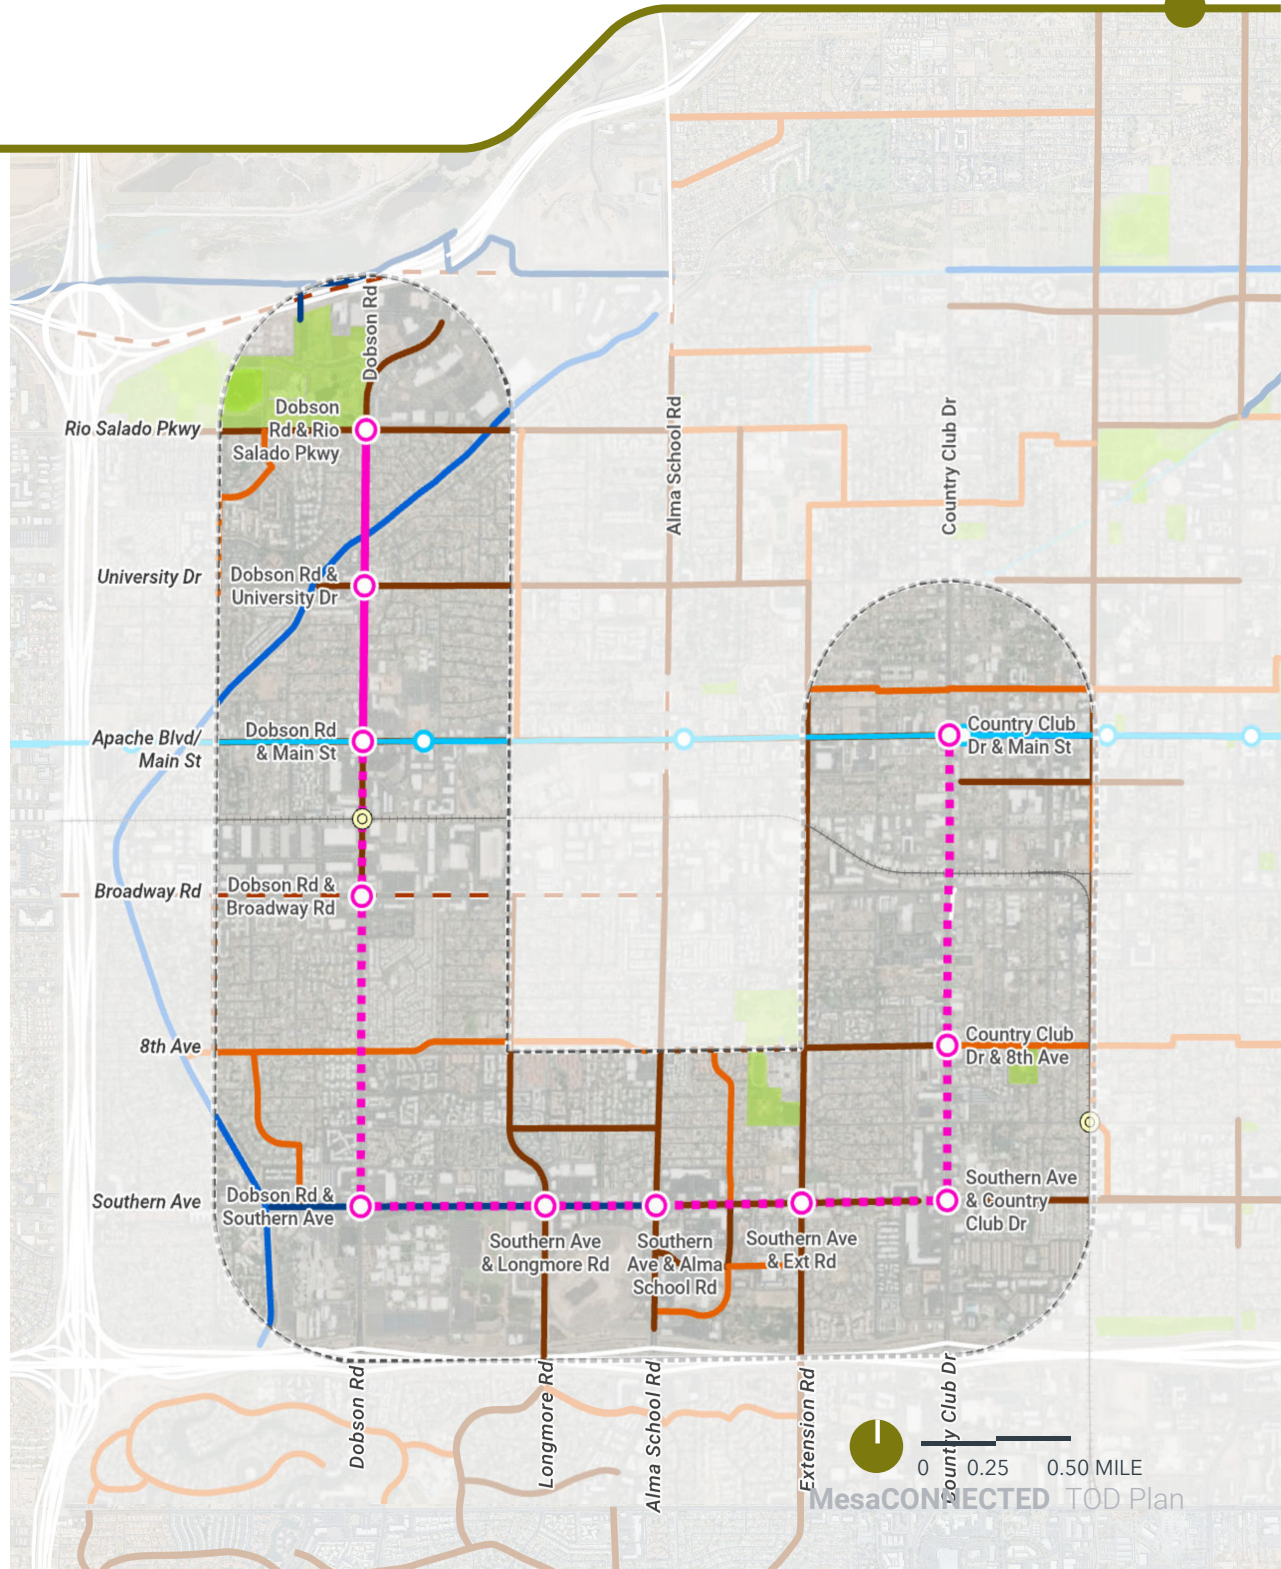 Dobson Rd
Rio Salado Pkwy
Dobson
Rd & Rio
Salado Pkwy
Alma School Rd
Country Club Dr
University Dr
Dobson Rd &
University Dr
Apache Blvd/
Main St
Dobson Rd
& Main St
Country Club
Dr & Main St
Broadway Rd
Dobson Rd &
Broadway Rd
8th Ave
Country Club
Dr & 8th Ave
Southern Ave
Dobson Rd &
Southern Ave
Southern Ave
& Longmore Rd
Southern
Ave & Alma
School Rd
Southern Ave
& Ext Rd
Southern Ave
& Country
Club Dr
Dobson Rd
Longmore Rd
Alma School Rd
Extension Rd
Country Club Dr
0 0.25 0.50 MILE
MesaCONNECTED TOD Plan